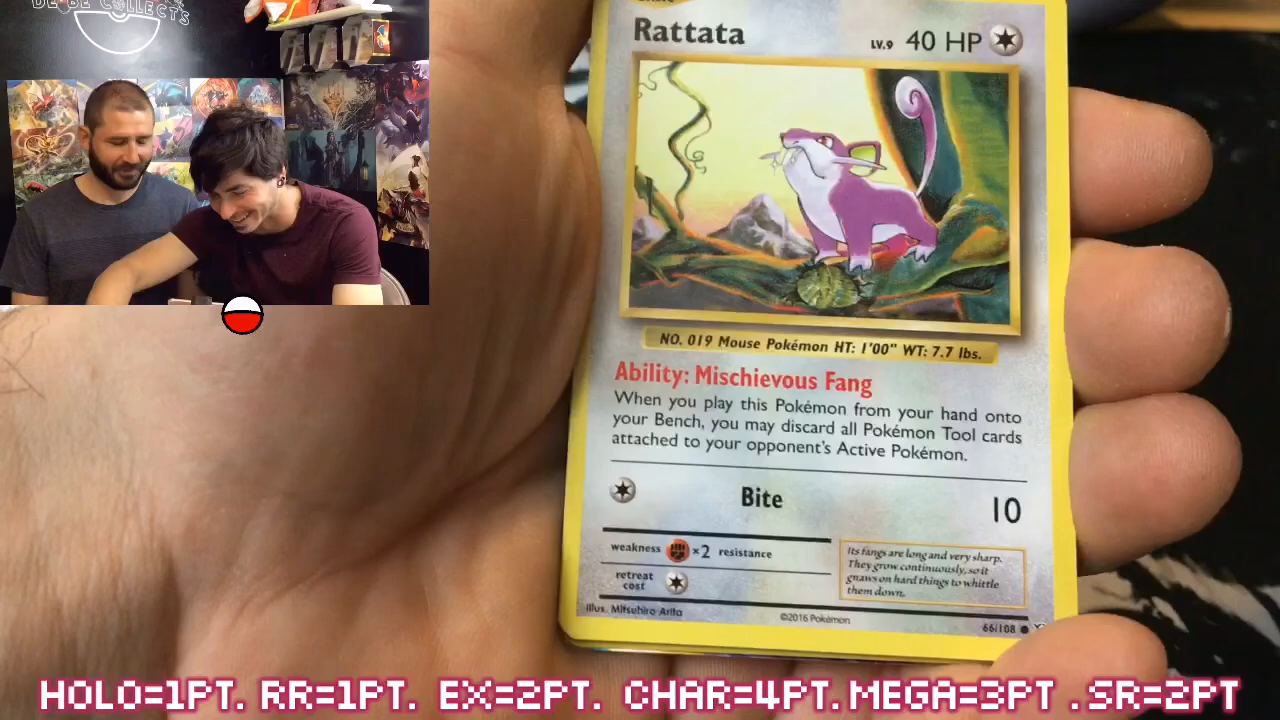 DEBE COLLECTS
Rattata
LV.9 40 HP
NO. 019 Mouse Pokémon HT: 1'00" WT: 7.7 lbs.
Ability: Mischievous Fang
When you play this Pokémon from your hand onto
your Bench, you may discard all Pokémon Tool cards
attached to your opponent's Active Pokémon.
Bite 10
weakness ×2 resistance
retreat
cost
Its fangs are long and very sharp.
They grow continuously, so it
gnaws on hard things to whittle
them down.
Illus. Mitsuhiro Arita
©2016 Pokémon
66/108
HOLO=1PT. RR=1PT. EX=2PT. CHAR=4PT. MEGA=3PT . SR=2PT